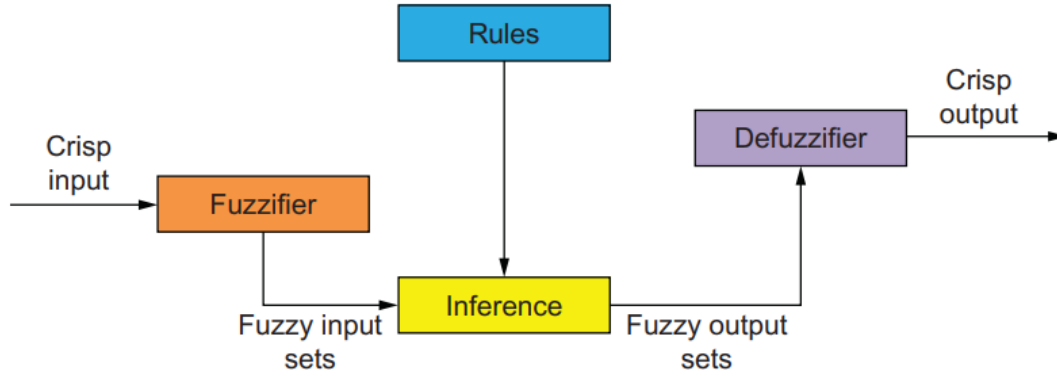 Rules
Crisp
output
Defuzzifier
Crisp
input
Fuzzifier
Inference
Fuzzy input
sets
Fuzzy output
sets